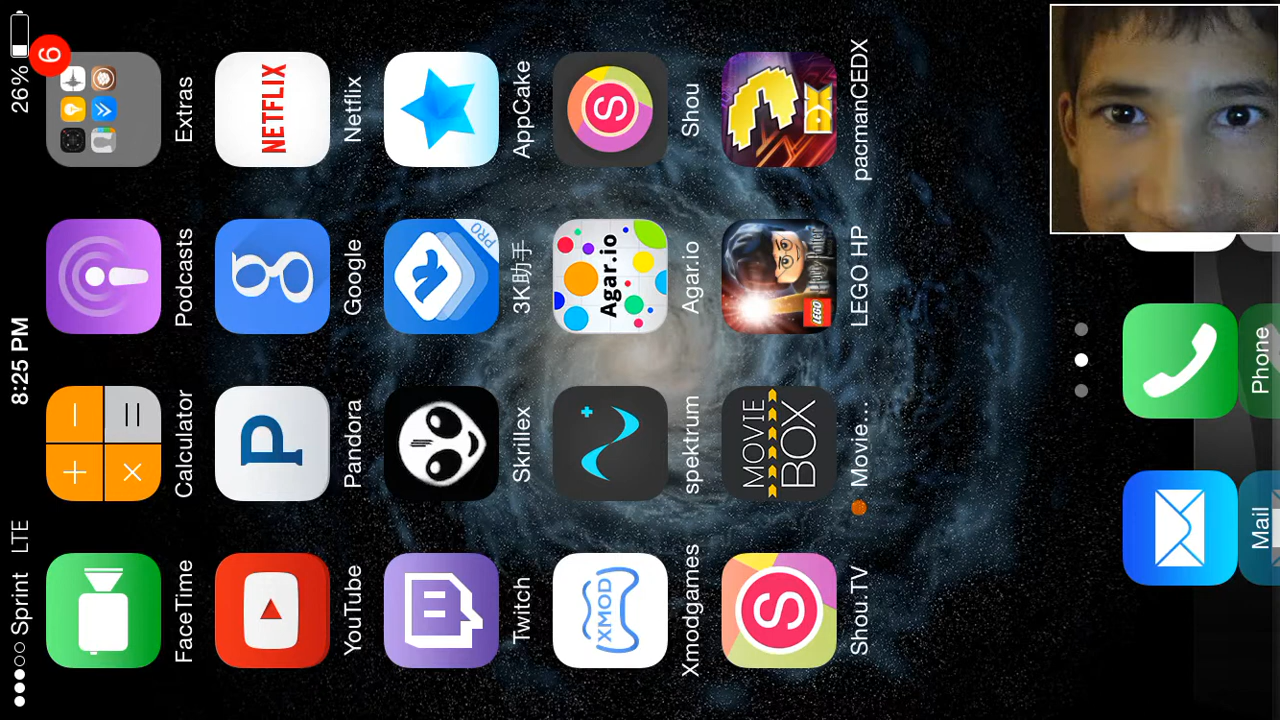 Sprint LTE 8:25 PM 26%
6
FaceTime Calculator Podcasts Extras
NETFLIX
YouTube Pandora Google Netflix
PRO
Twitch Skrillex 3K助手 AppCake
XMOD Agar.io
Xmodgames spektrum Agar.io Shou
MOVIE BOX LEGO DX
Shou.TV Movie... LEGO HP pacmanCEDX
Mail Phone